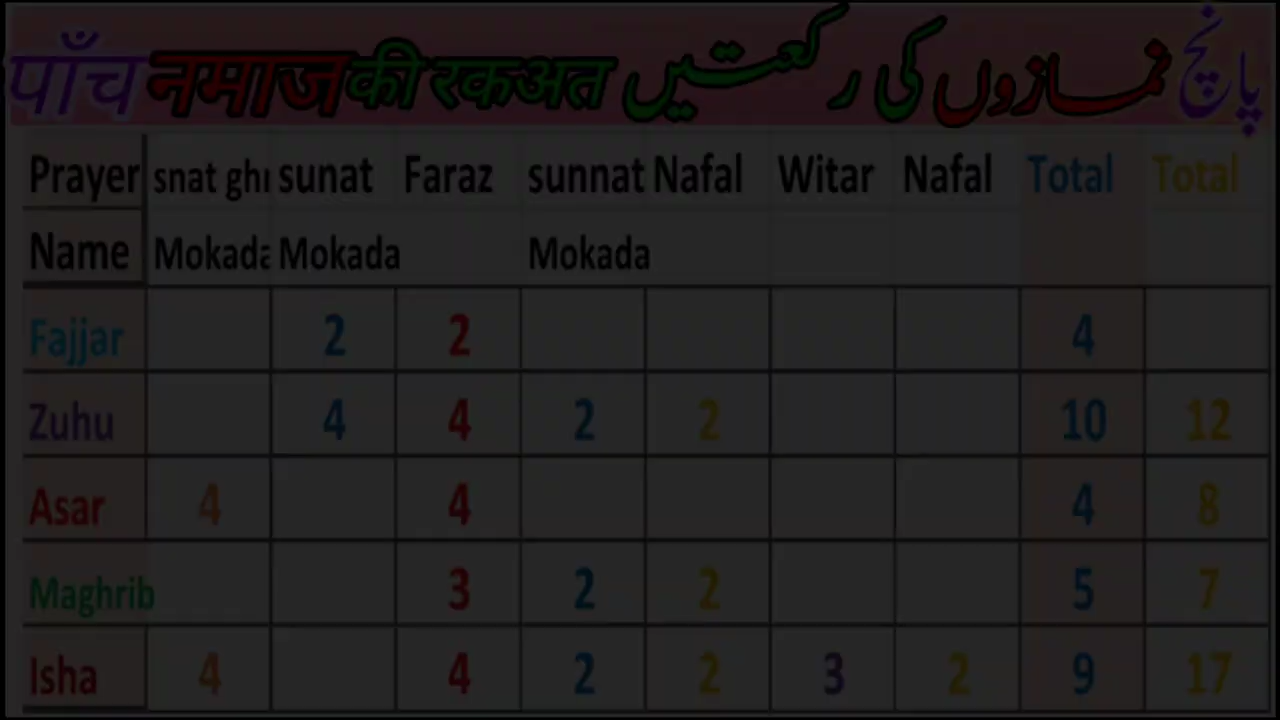 पाँच नमाज की रकअत پانچ نمازوں کی رکعتیں
Prayer snat ghr sunat Faraz sunnat Nafal Witar Nafal Total Total
Name Mokada Mokada Mokada
Fajjar 2 2 4
Zuhu 4 4 2 2 10 12
Asar 4 4 4 8
Maghrib 3 2 2 5 7
Isha 4 4 2 2 3 2 9 17